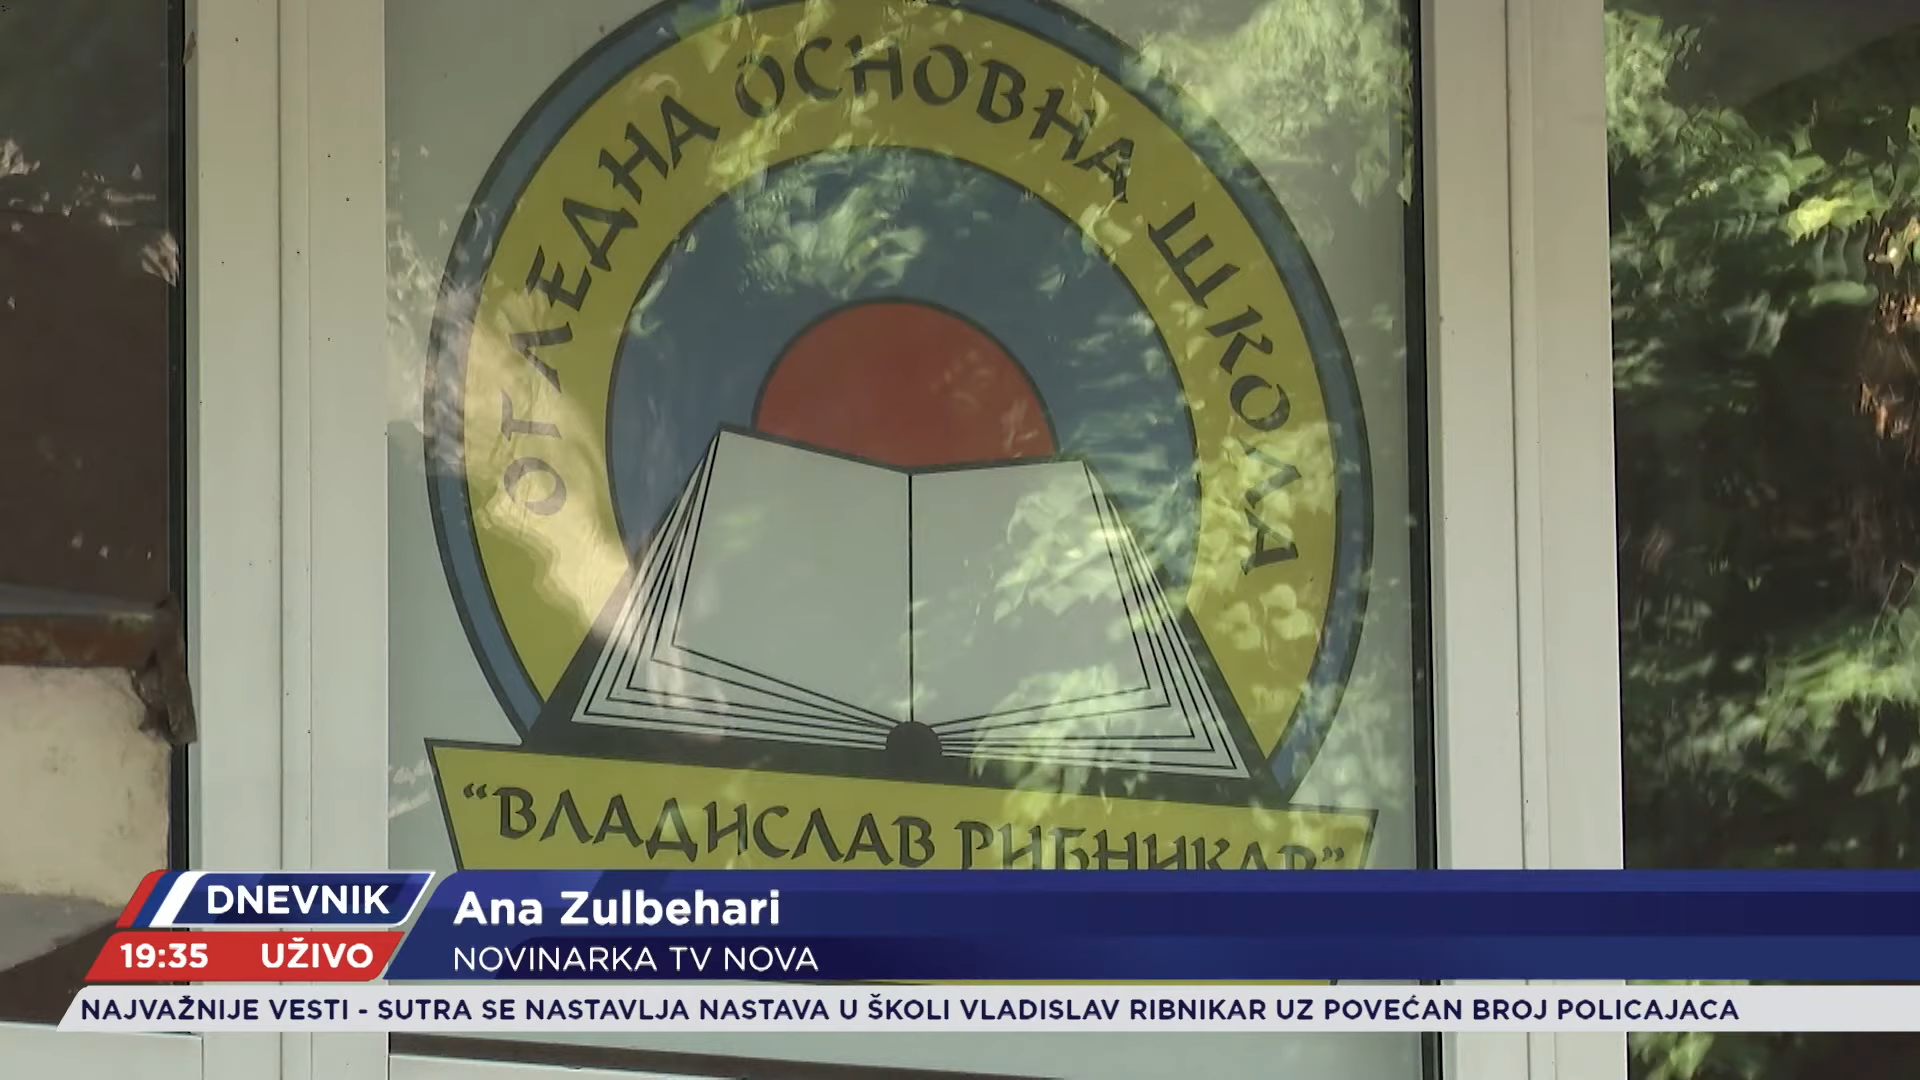 ОГЛЕДНА ОСНОВНА ШКОЛА
“ВЛАДИСЛАВ РИБНИКАР”
DNEVNIK
19:35 UŽIVO
Ana Zulbehari
NOVINARKA TV NOVA
NAJVAŽNIJE VESTI - SUTRA SE NASTAVLJA NASTAVA U ŠKOLI VLADISLAV RIBNIKAR UZ POVEĆAN BROJ POLICAJACA